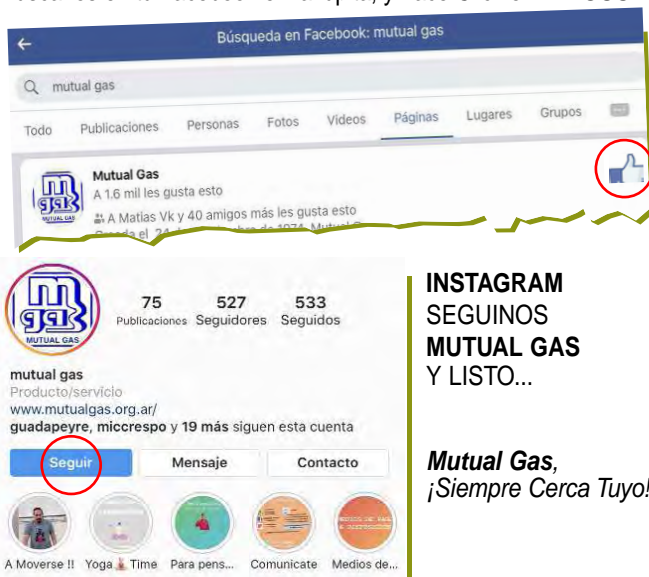 Búsqueda en Facebook: mutual gas
mutual gas
Todo Publicaciones Personas Fotos Videos Páginas Lugares Grupos
Mutual Gas
A 1.6 mil les gusta esto
A Matias Vk y 40 amigos más les gusta esto
MUTUAL GAS
75 527 533
Publicaciones Seguidores Seguidos
MUTUAL GAS
mutual gas
Producto/servicio
www.mutualgas.org.ar/
guadapeyre, miccrespo y 19 más siguen esta cuenta
Seguir Mensaje Contacto
A Moverse !! Yoga Time Para pens... Comunicate Medios de...
INSTAGRAM
SEGUINOS
MUTUAL GAS
Y LISTO...
Mutual Gas,
¡Siempre Cerca Tuyo!